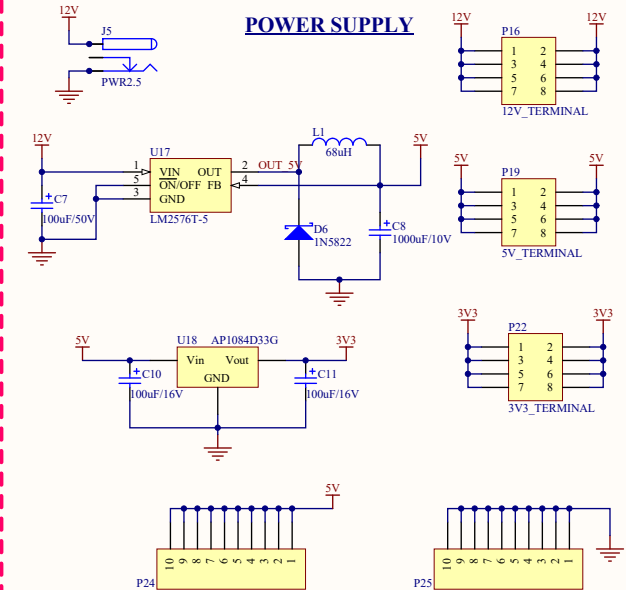 POWER SUPPLY
12V
J5
PWR2.5
12V
12V
P16
1 2
3 4
5 6
7 8
12V_TERMINAL
12V
U17
1 VIN OUT 2 OUT_5V
5 ON/OFF FB 4
3 GND
LM2576T-5
C7
100uF/50V
L1
68uH
5V
D6
1N5822
C8
1000uF/10V
5V
5V
P19
1 2
3 4
5 6
7 8
5V_TERMINAL
5V
U18 AP1084D33G
Vin Vout
GND
3V3
C10
100uF/16V
C11
100uF/16V
3V3
3V3
P22
1 2
3 4
5 6
7 8
3V3_TERMINAL
5V
10 9 8 7 6 5 4 3 2 1
P24
10 9 8 7 6 5 4 3 2 1
P25